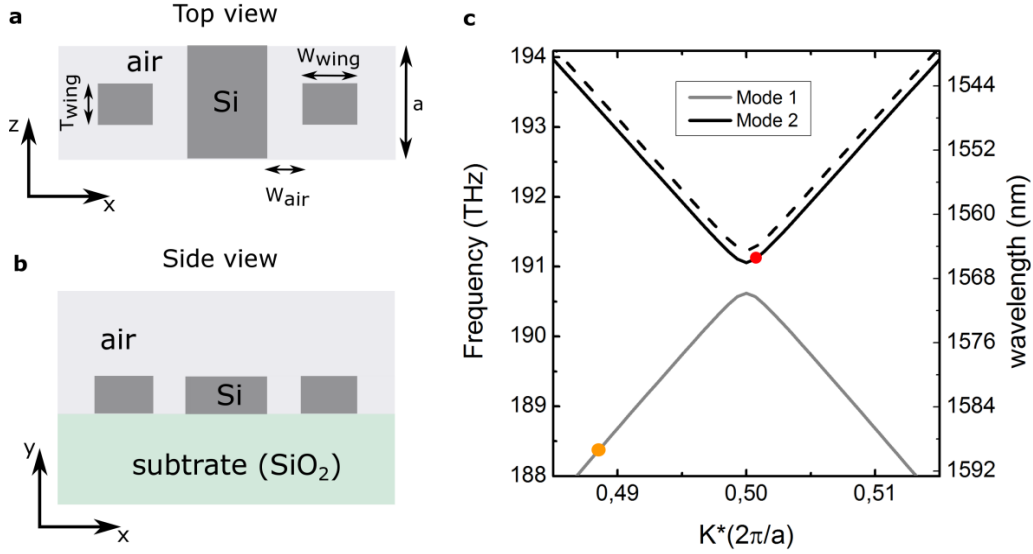 a
Top view
air
Si
Wwing
Twing
a
z
x
Wair
b
Side view
air
Si
subtrate (SiO2)
y
x
c
Mode 1
Mode 2
Frequency (THz)
194
193
192
191
190
189
188
wavelength (nm)
1544
1552
1560
1568
1576
1584
1592
0,49 0,50 0,51
K*(2π/a)